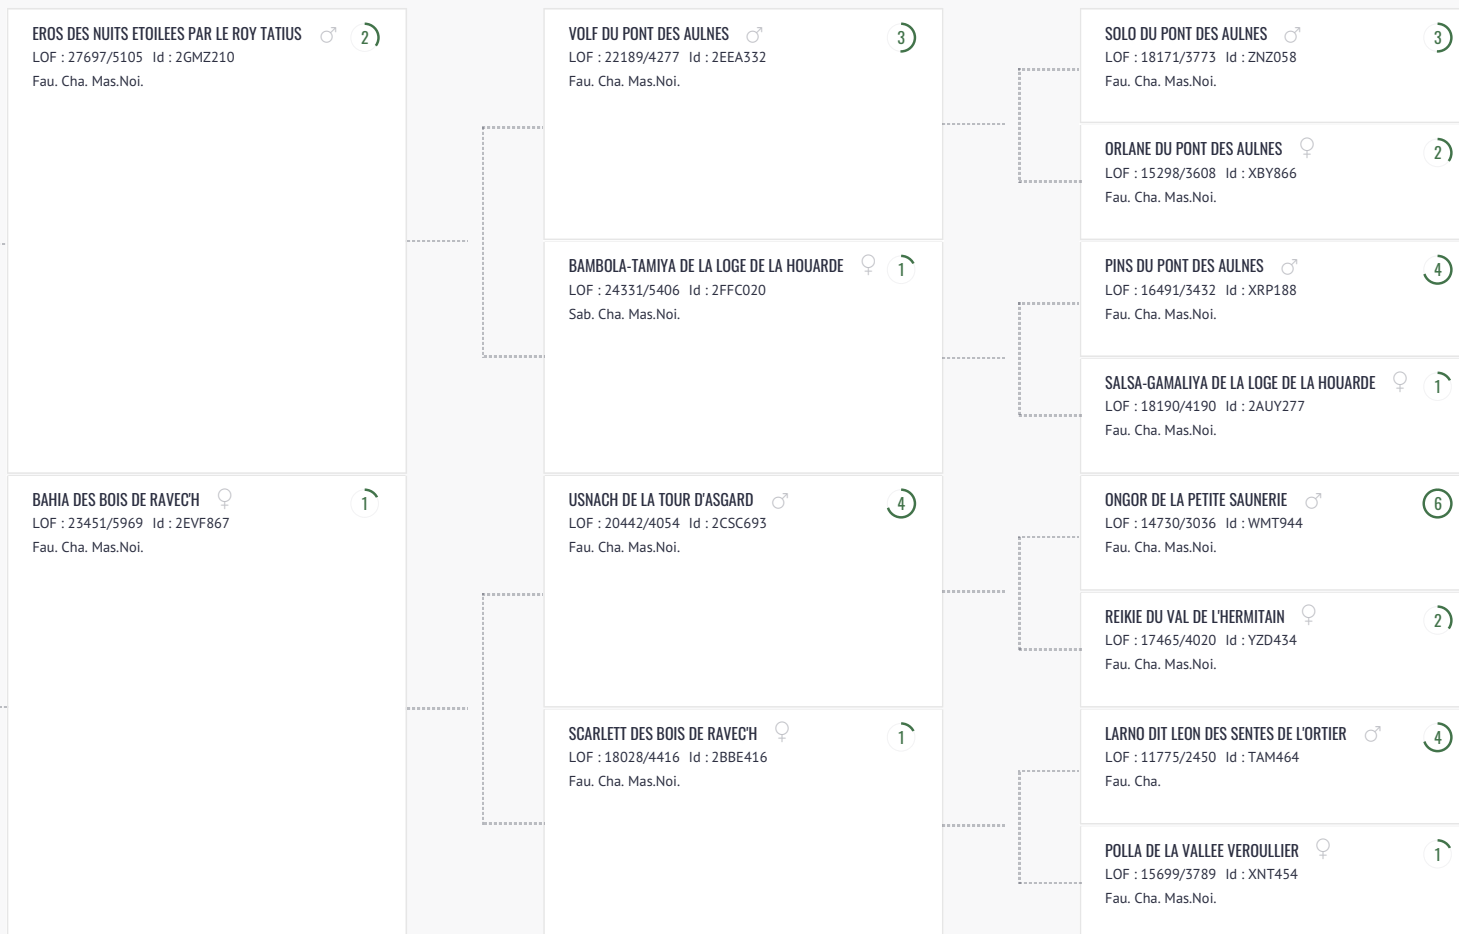 EROS DES NUITS ETOILEES PAR LE ROY TATIUS ♂ 2
LOF : 27697/5105 Id : 2GMZ210
Fau. Cha. Mas.Noi.
BAHIA DES BOIS DE RAVEC'H ♀ 1
LOF : 23451/5969 Id : 2EVF867
Fau. Cha. Mas.Noi.
VOLF DU PONT DES AULNES ♂ 3
LOF : 22189/4277 Id : 2EEA332
Fau. Cha. Mas.Noi.
BAMBOLA-TAMIYA DE LA LOGE DE LA HOUARDE ♀ 1
LOF : 24331/5406 Id : 2FFC020
Sab. Cha. Mas.Noi.
USNACH DE LA TOUR D'ASGARD ♂ 4
LOF : 20442/4054 Id : 2CSC693
Fau. Cha. Mas.Noi.
SCARLETT DES BOIS DE RAVEC'H ♀ 1
LOF : 18028/4416 Id : 2BBE416
Fau. Cha. Mas.Noi.
SOLO DU PONT DES AULNES ♂ 3
LOF : 18171/3773 Id : ZNZ058
Fau. Cha. Mas.Noi.
ORLANE DU PONT DES AULNES ♀ 2
LOF : 15298/3608 Id : XBY866
Fau. Cha. Mas.Noi.
PINS DU PONT DES AULNES ♂ 4
LOF : 16491/3432 Id : XRP188
Fau. Cha. Mas.Noi.
SALSA-GAMALIYA DE LA LOGE DE LA HOUARDE ♀ 1
LOF : 18190/4190 Id : 2AUY277
Fau. Cha. Mas.Noi.
ONGOR DE LA PETITE SAUNERIE ♂ 6
LOF : 14730/3036 Id : WMT944
Fau. Cha. Mas.Noi.
REIKIE DU VAL DE L'HERMITAIN ♀ 2
LOF : 17465/4020 Id : YZD434
Fau. Cha. Mas.Noi.
LARNO DIT LEON DES SENTES DE L'ORTIER ♂ 4
LOF : 11775/2450 Id : TAM464
Fau. Cha.
POLLA DE LA VALLEE VEROULLIER ♀ 1
LOF : 15699/3789 Id : XNT454
Fau. Cha. Mas.Noi.